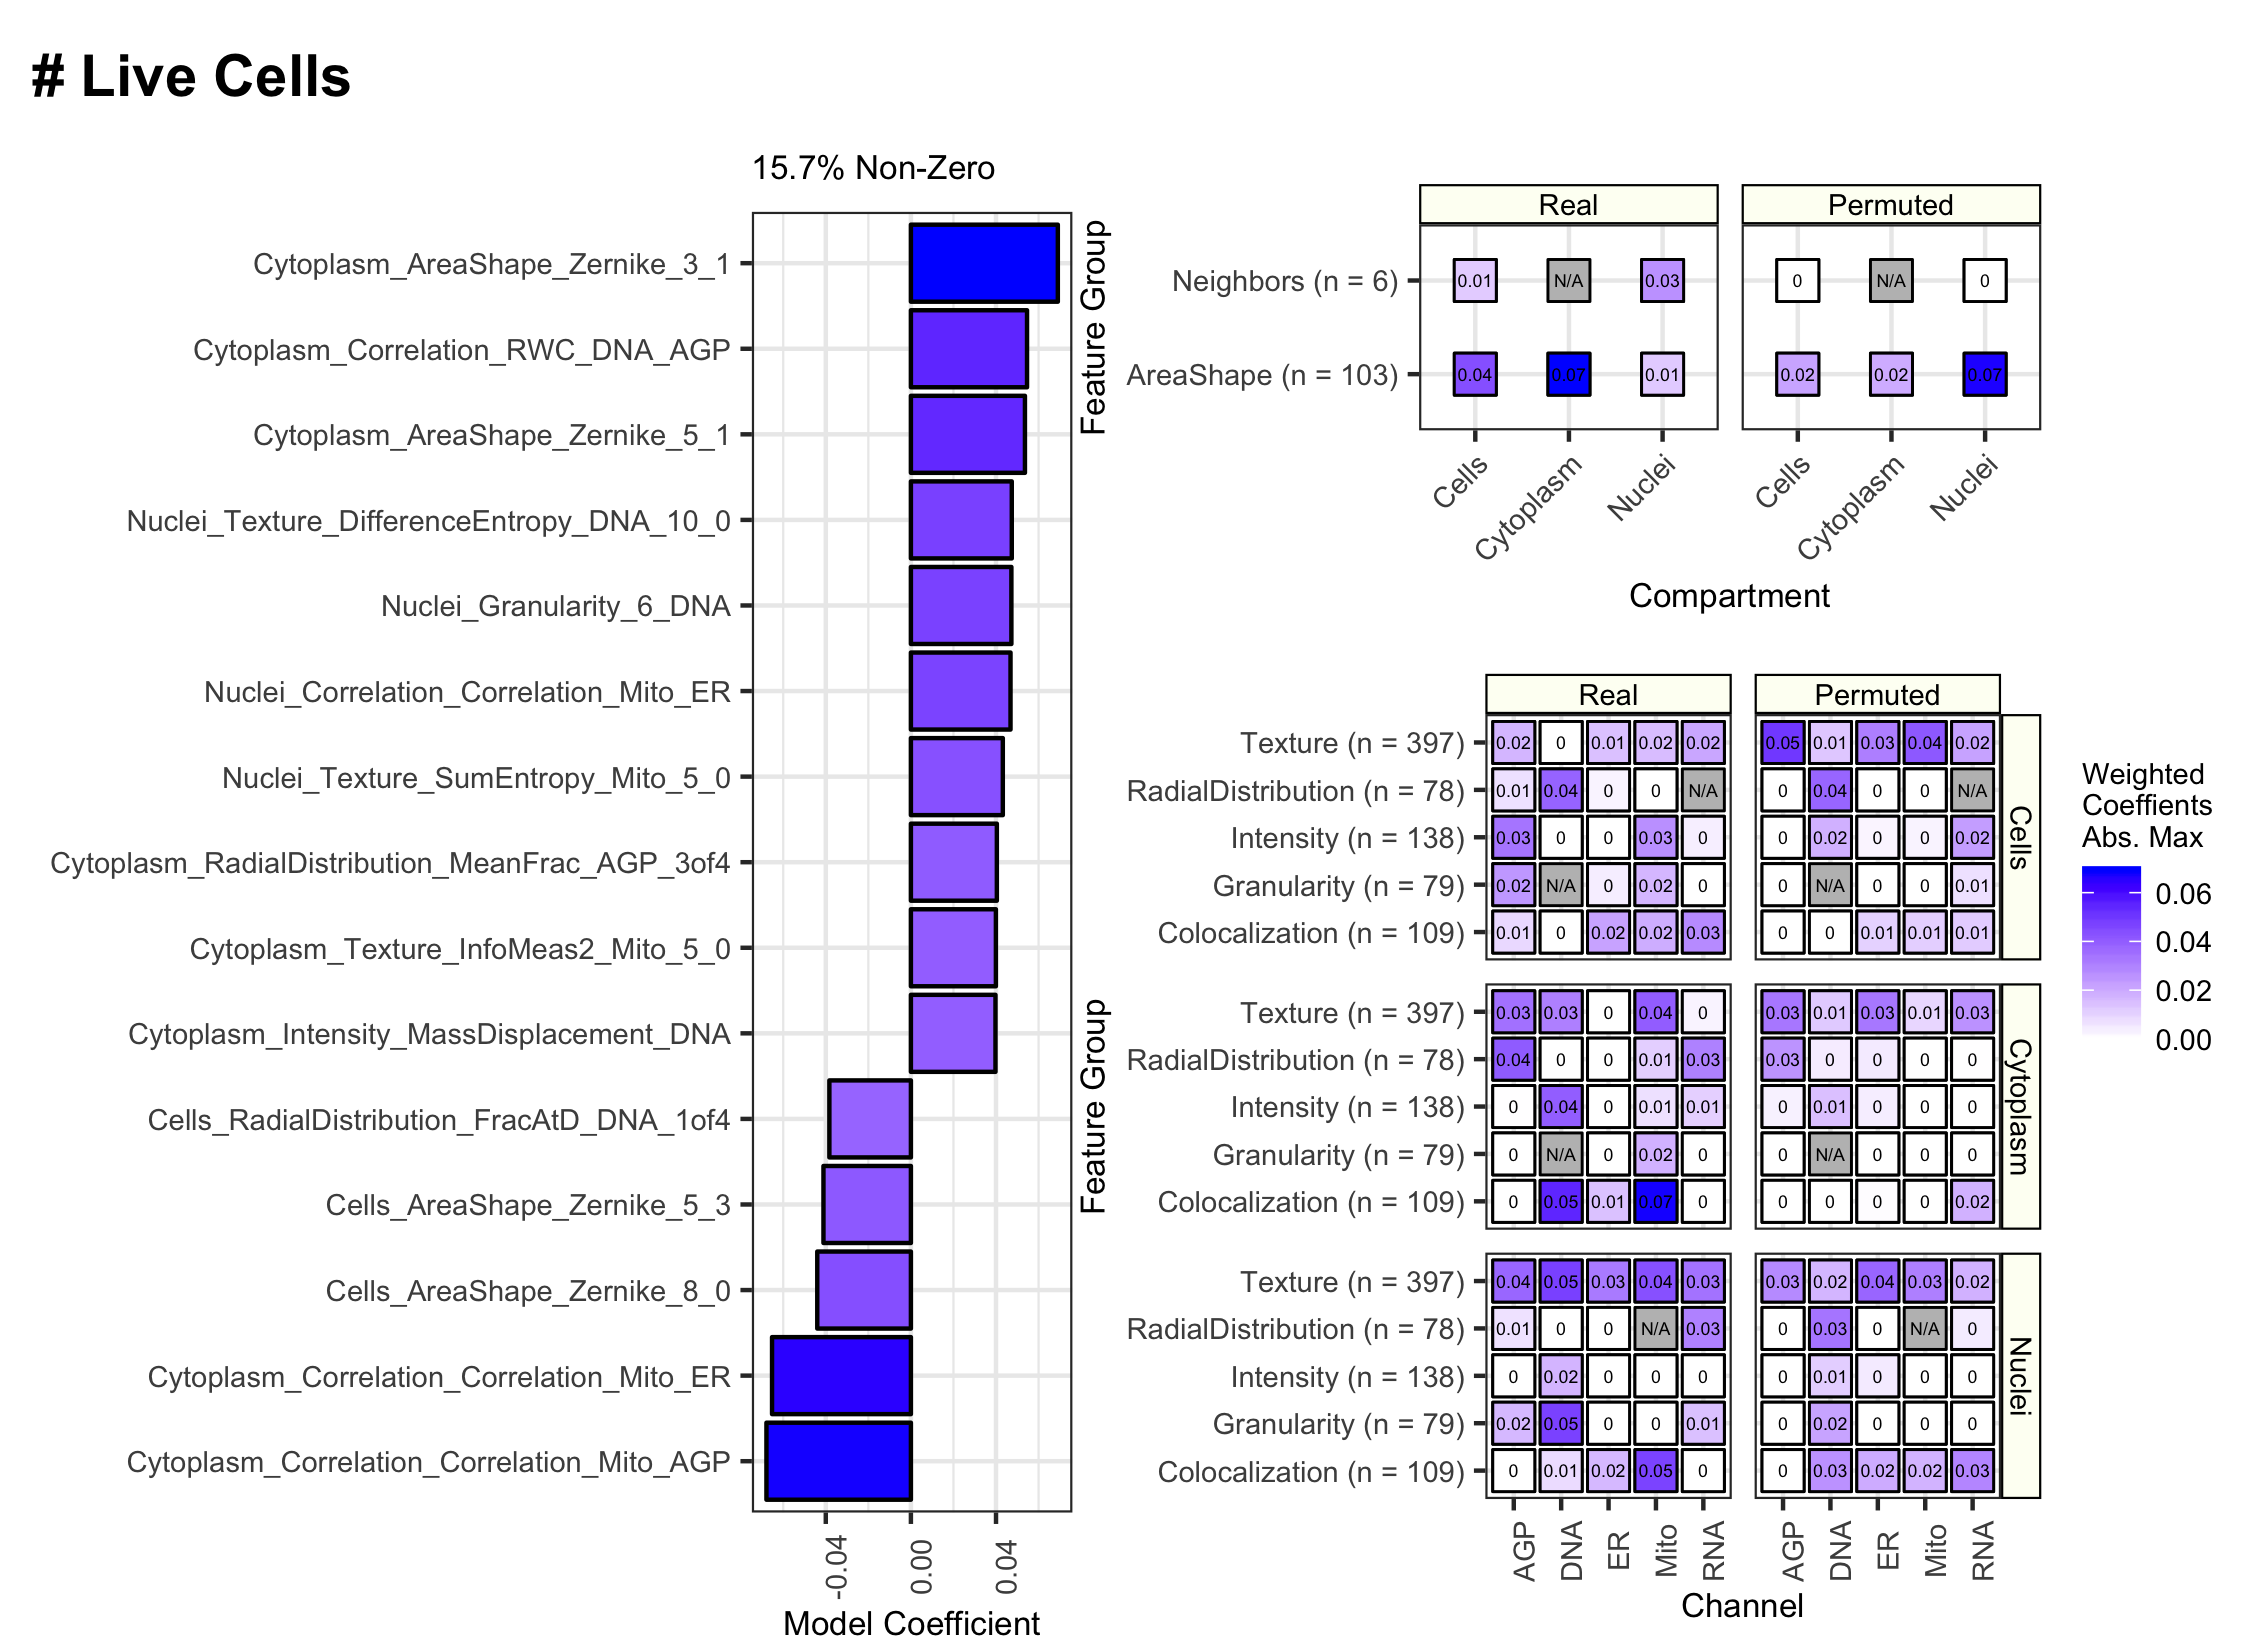 # Live Cells
15.7% Non-Zero
Cytoplasm_AreaShape_Zernike_3_1
Cytoplasm_Correlation_RWC_DNA_AGP
Cytoplasm_AreaShape_Zernike_5_1
Nuclei_Texture_DifferenceEntropy_DNA_10_0
Nuclei_Granularity_6_DNA
Nuclei_Correlation_Correlation_Mito_ER
Nuclei_Texture_SumEntropy_Mito_5_0
Cytoplasm_RadialDistribution_MeanFrac_AGP_3of4
Cytoplasm_Texture_InfoMeas2_Mito_5_0
Cytoplasm_Intensity_MassDisplacement_DNA
Cells_RadialDistribution_FracAtD_DNA_1of4
Cells_AreaShape_Zernike_5_3
Cells_AreaShape_Zernike_8_0
Cytoplasm_Correlation_Correlation_Mito_ER
Cytoplasm_Correlation_Correlation_Mito_AGP
-0.04 0.00 0.04
Model Coefficient
Feature Group
Real Permuted
Neighbors (n = 6) 0.01 N/A 0.03 0 N/A 0
AreaShape (n = 103) 0.04 0.07 0.01 0.02 0.02 0.07
Cells Cytoplasm Nuclei Cells Cytoplasm Nuclei
Compartment
Feature Group
Real Permuted
Texture (n = 397) 0.02 0 0.01 0.02 0.02 0.05 0.01 0.03 0.04 0.02
RadialDistribution (n = 78) 0.01 0.04 0 0 N/A 0 0.04 0 0 N/A
Intensity (n = 138) 0.03 0 0 0.03 0 0 0.02 0 0 0.02
Granularity (n = 79) 0.02 N/A 0 0.02 0 0 N/A 0 0 0.01
Colocalization (n = 109) 0.01 0 0.02 0.02 0.03 0 0 0.01 0.01 0.01
Cells
Texture (n = 397) 0.03 0.03 0 0.04 0 0.03 0.01 0.03 0.01 0.03
RadialDistribution (n = 78) 0.04 0 0 0.01 0.03 0.03 0 0 0 0
Intensity (n = 138) 0 0.04 0 0.01 0.01 0 0.01 0 0 0
Granularity (n = 79) 0 N/A 0 0.02 0 0 N/A 0 0 0
Colocalization (n = 109) 0 0.05 0.01 0.07 0 0 0 0 0 0.02
Cytoplasm
Texture (n = 397) 0.04 0.05 0.03 0.04 0.03 0.03 0.02 0.04 0.03 0.02
RadialDistribution (n = 78) 0.01 0 0 N/A 0.03 0 0.03 0 N/A 0
Intensity (n = 138) 0 0.02 0 0 0 0 0.01 0 0 0
Granularity (n = 79) 0.02 0.05 0 0 0.01 0 0.02 0 0 0
Colocalization (n = 109) 0 0.01 0.02 0.05 0 0 0.03 0.02 0.02 0.03
Nuclei
AGP DNA ER Mito RNA AGP DNA ER Mito RNA
Channel
Weighted
Coeffients
Abs. Max
0.06
0.04
0.02
0.00